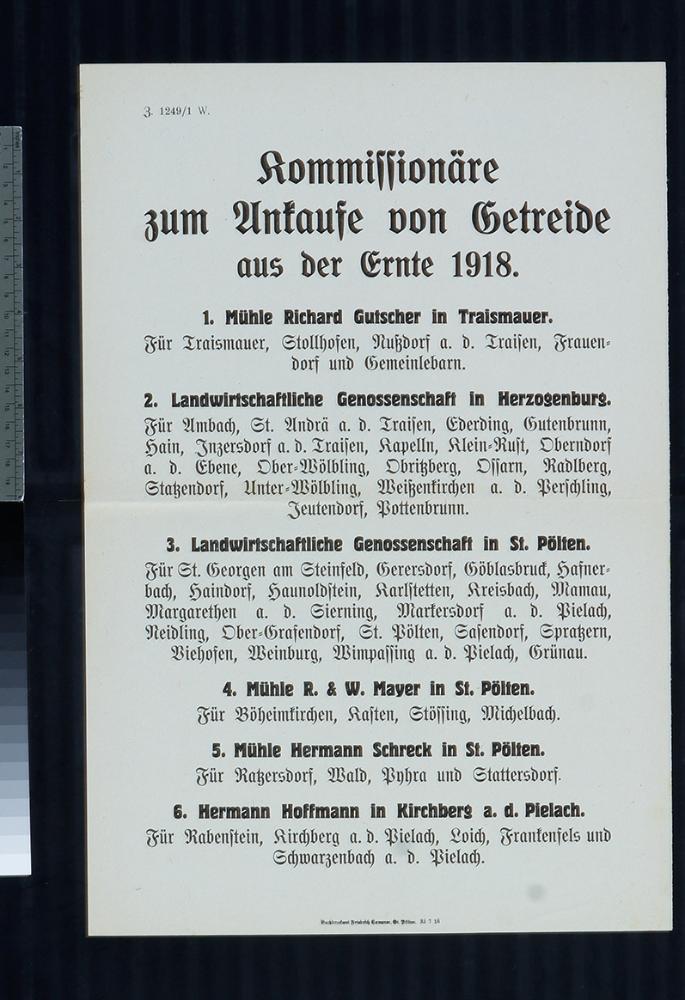 Z. 1249/1 W.
Kommissionäre
zum Ankaufe von Getreide
aus der Ernte 1918.
1. Mühle Richard Gutscher in Traismauer.
Für Traismauer, Stollhofen, Nußdorf a. d. Traisen, Frauen-
dorf und Gemeinlebarn.
2. Landwirtschaftliche Genossenschaft in Herzogenburg.
Für Ambach, St. Andrä a. d. Traisen, Ederding, Gutenbrunn,
Hain, Inzersdorf a. d. Traisen, Kapelln, Klein-Rust, Oberndorf
a. d. Ebene, Ober-Wölbling, Obritzberg, Ossarn, Radlberg,
Statzendorf, Unter-Wölbling, Weißenkirchen a. d. Perschling,
Jeutendorf, Pottenbrunn.
3. Landwirtschaftliche Genossenschaft in St. Pölten.
Für St. Georgen am Steinfeld, Gerersdorf, Göblasbruck, Hafner-
bach, Haindorf, Haunoldstein, Karlstetten, Kreisbach, Mamau,
Margarethen a. d. Sierning, Markersdorf a. d. Pielach,
Neidling, Ober-Grafendorf, St. Pölten, Sasendorf, Spratzern,
Viehofen, Weinburg, Wimpassing a. d. Pielach, Grünau.
4. Mühle R. & W. Mayer in St. Pölten.
Für Böheimkirchen, Kasten, Stössing, Michelbach.
5. Mühle Hermann Schreck in St. Pölten.
Für Ratzersdorf, Wald, Pyhra und Stattersdorf.
6. Hermann Hoffmann in Kirchberg a. d. Pielach.
Für Rabenstein, Kirchberg a. d. Pielach, Loich, Frankenfels und
Schwarzenbach a. d. Pielach.
Buchdruckerei Friedrich St. Pölten.